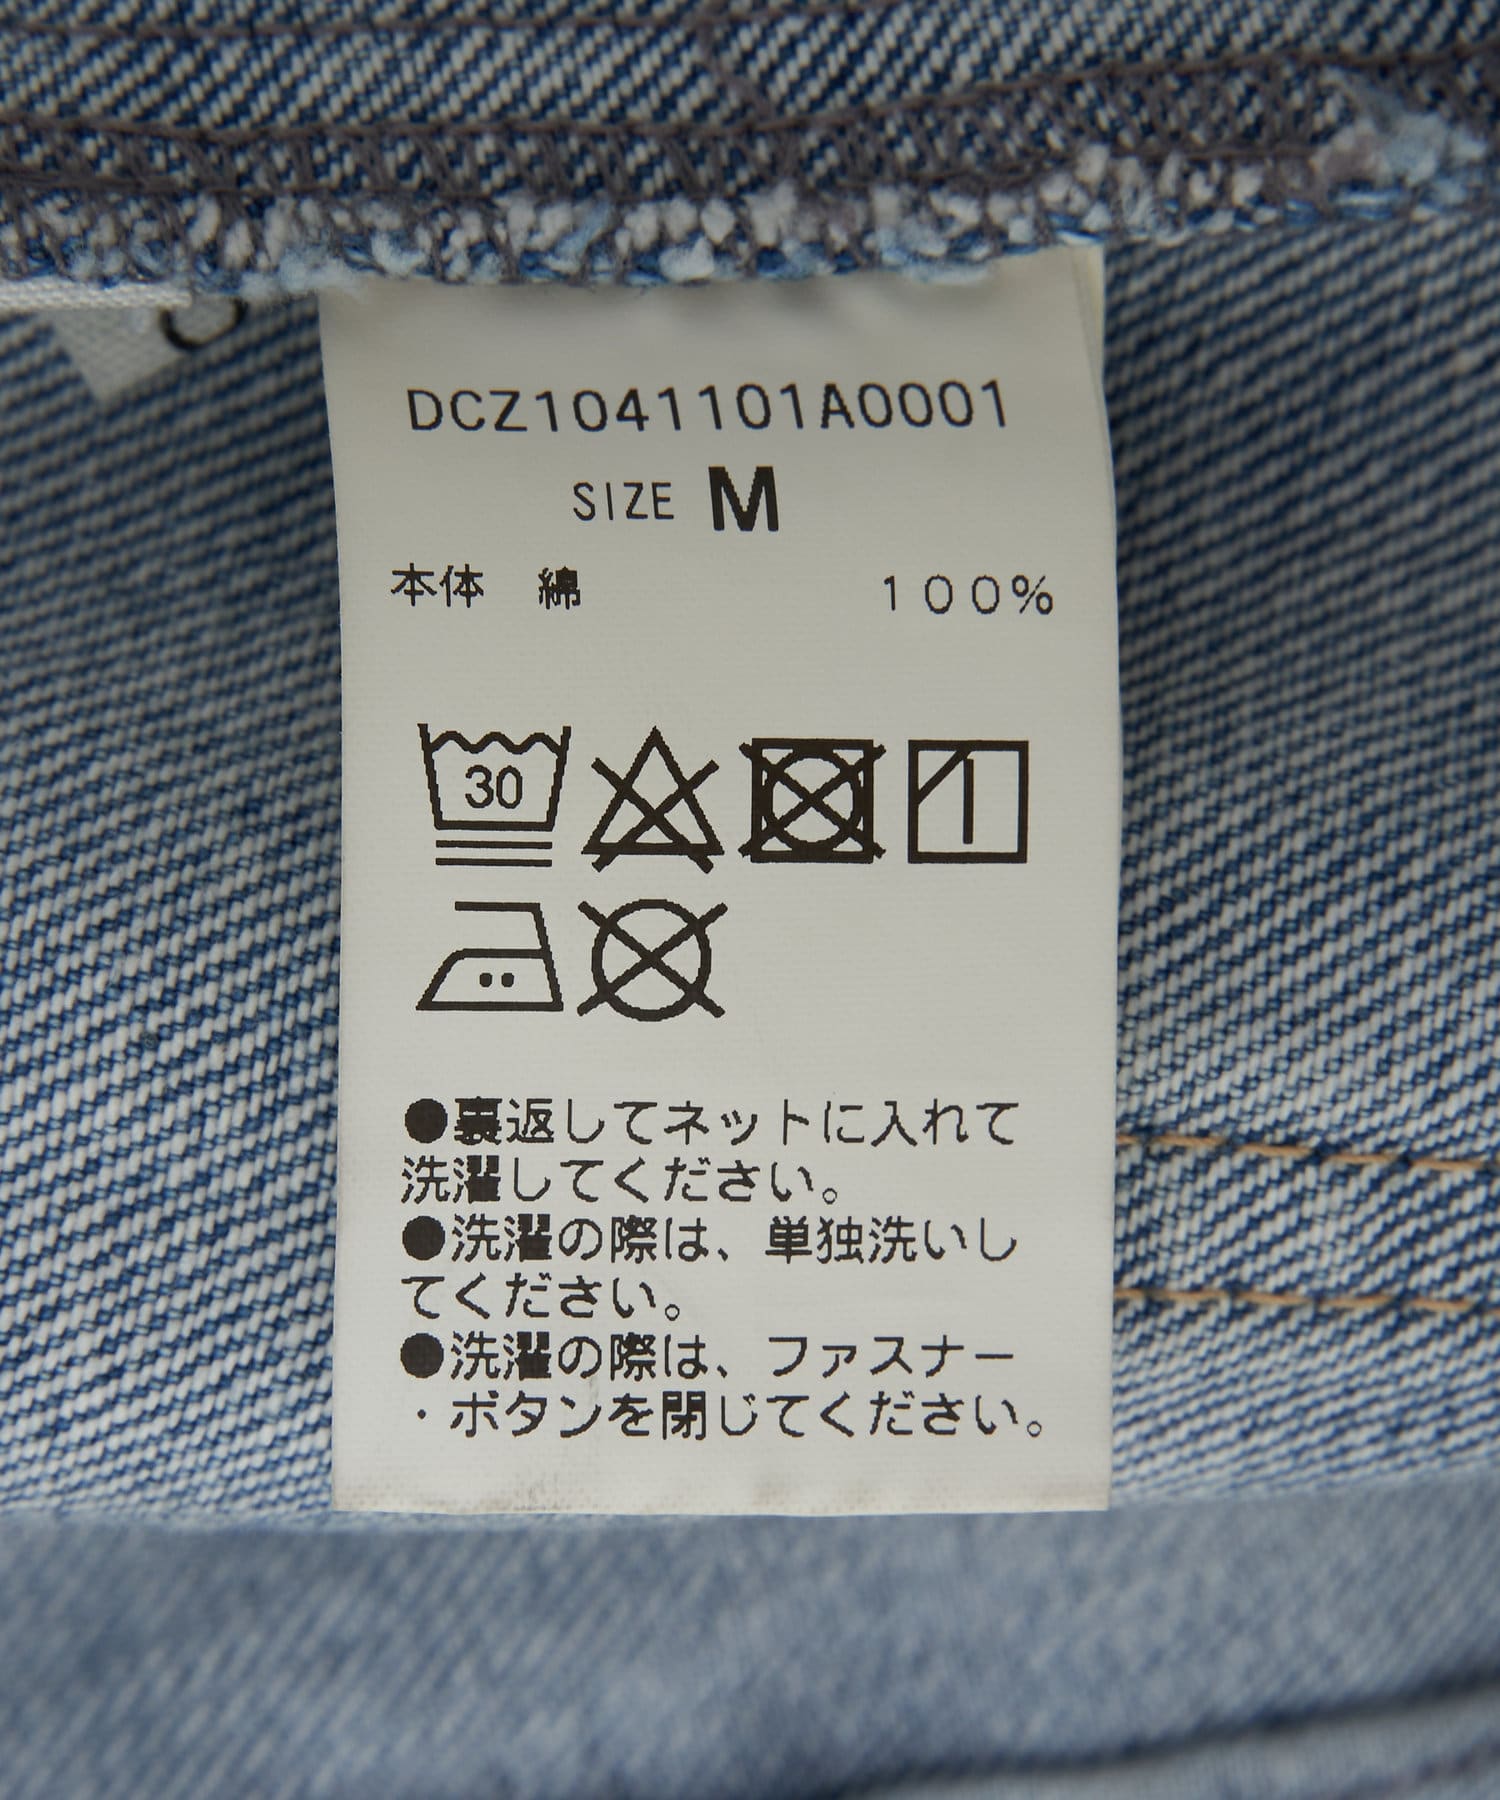 DCZ1041101A0001
SIZE M
本体　綿　100%
30
●裏返してネットに入れて
洗濯してください。
●洗濯の際は、単独洗いし
てください。
●洗濯の際は、ファスナー
・ボタンを閉じてください。